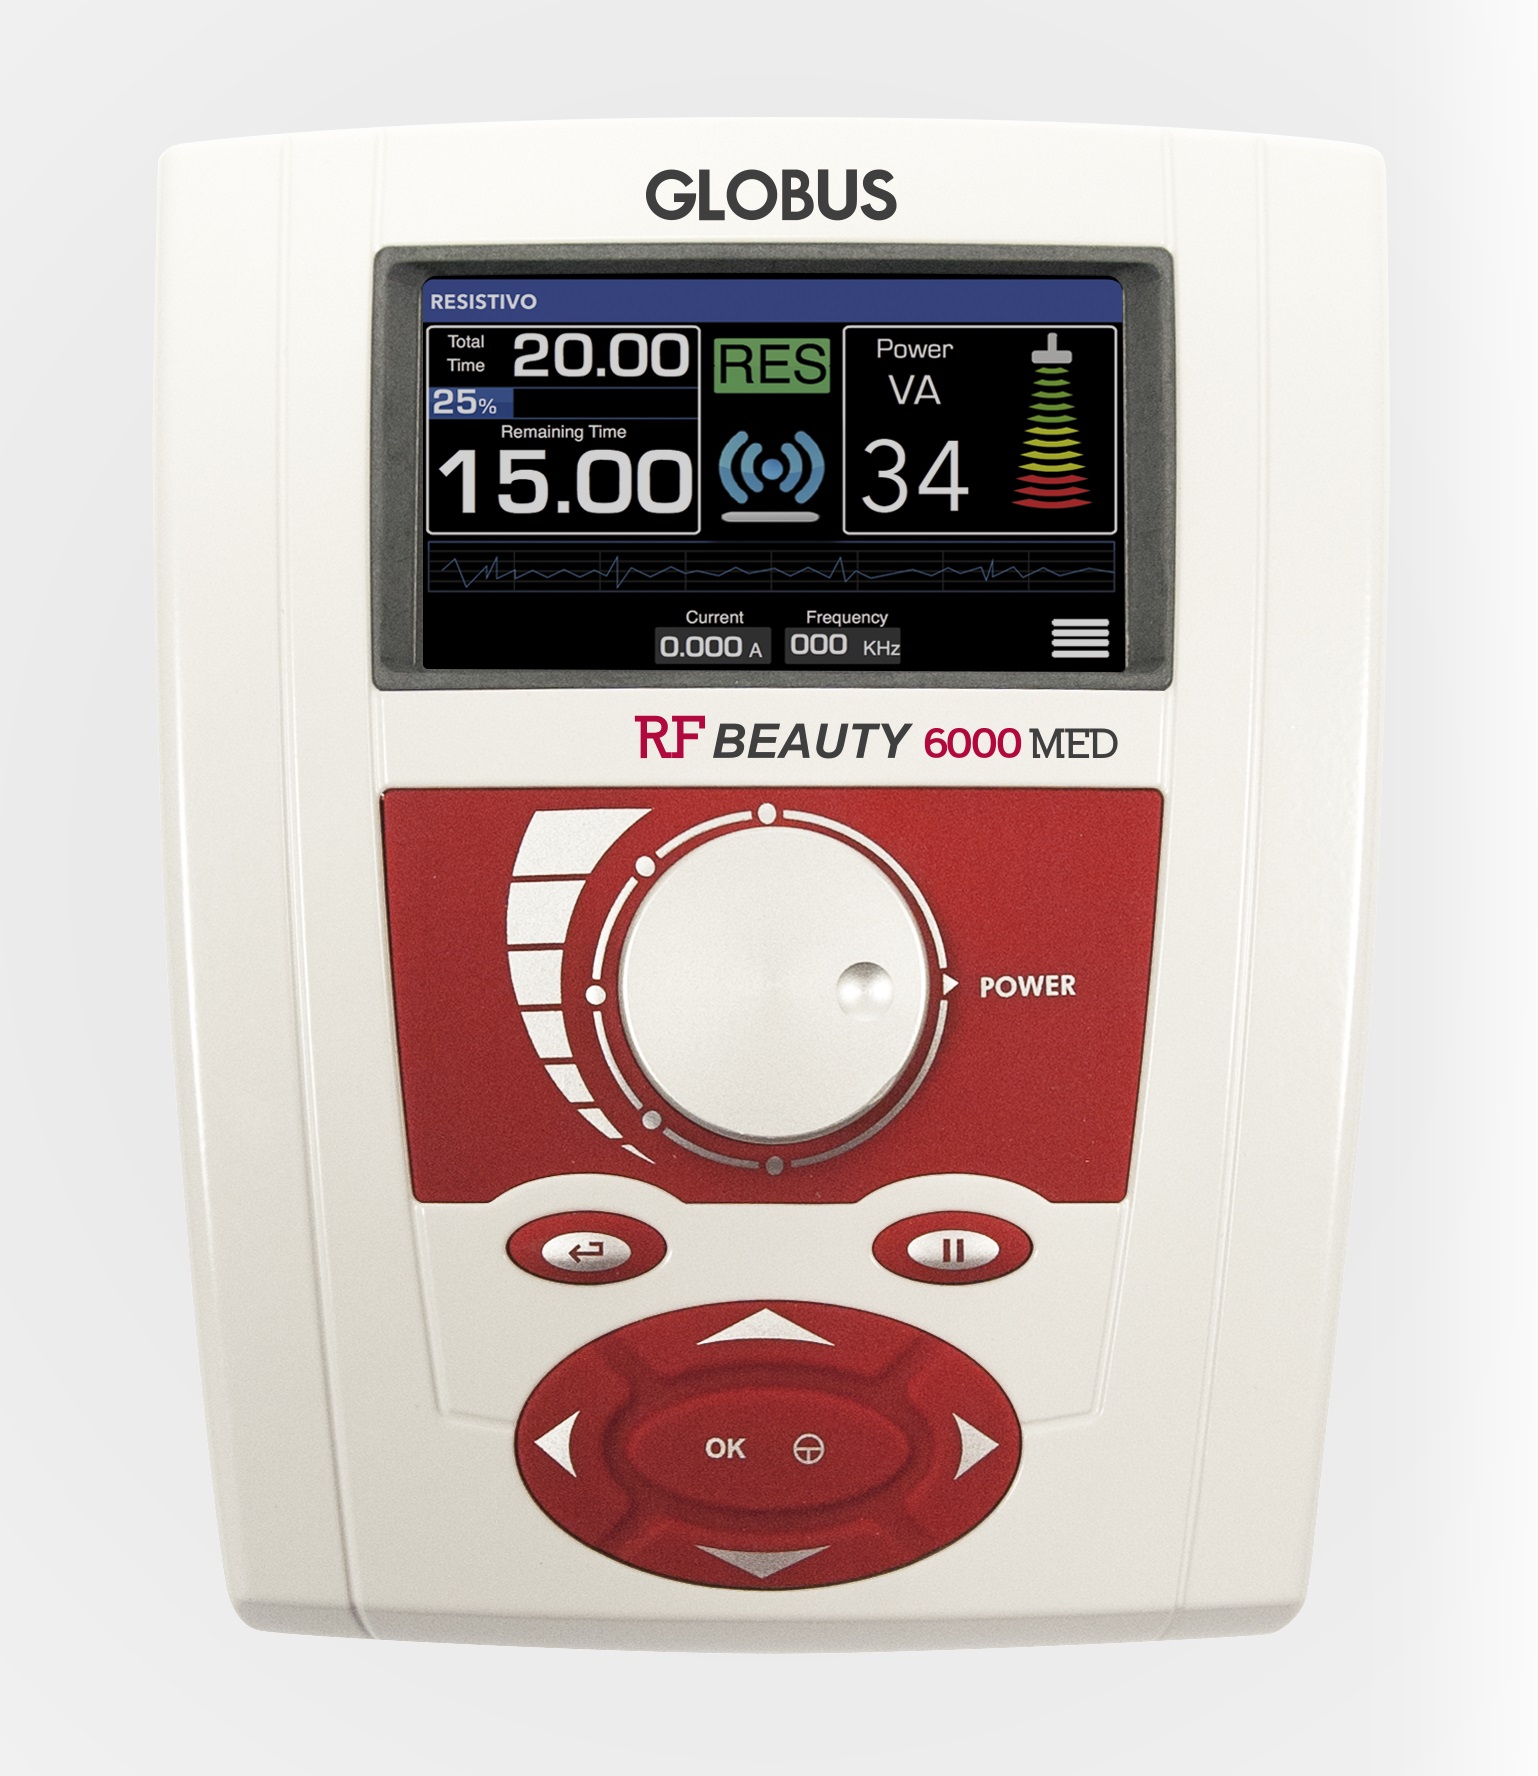 GLOBUS
RESISTIVO
Total
Time
20.00
25%
Remaining Time
15.00
RES
Power
VA
34
Current
0.000 A
Frequency
000 KHz
RF BEAUTY 6000 MED
POWER
OK